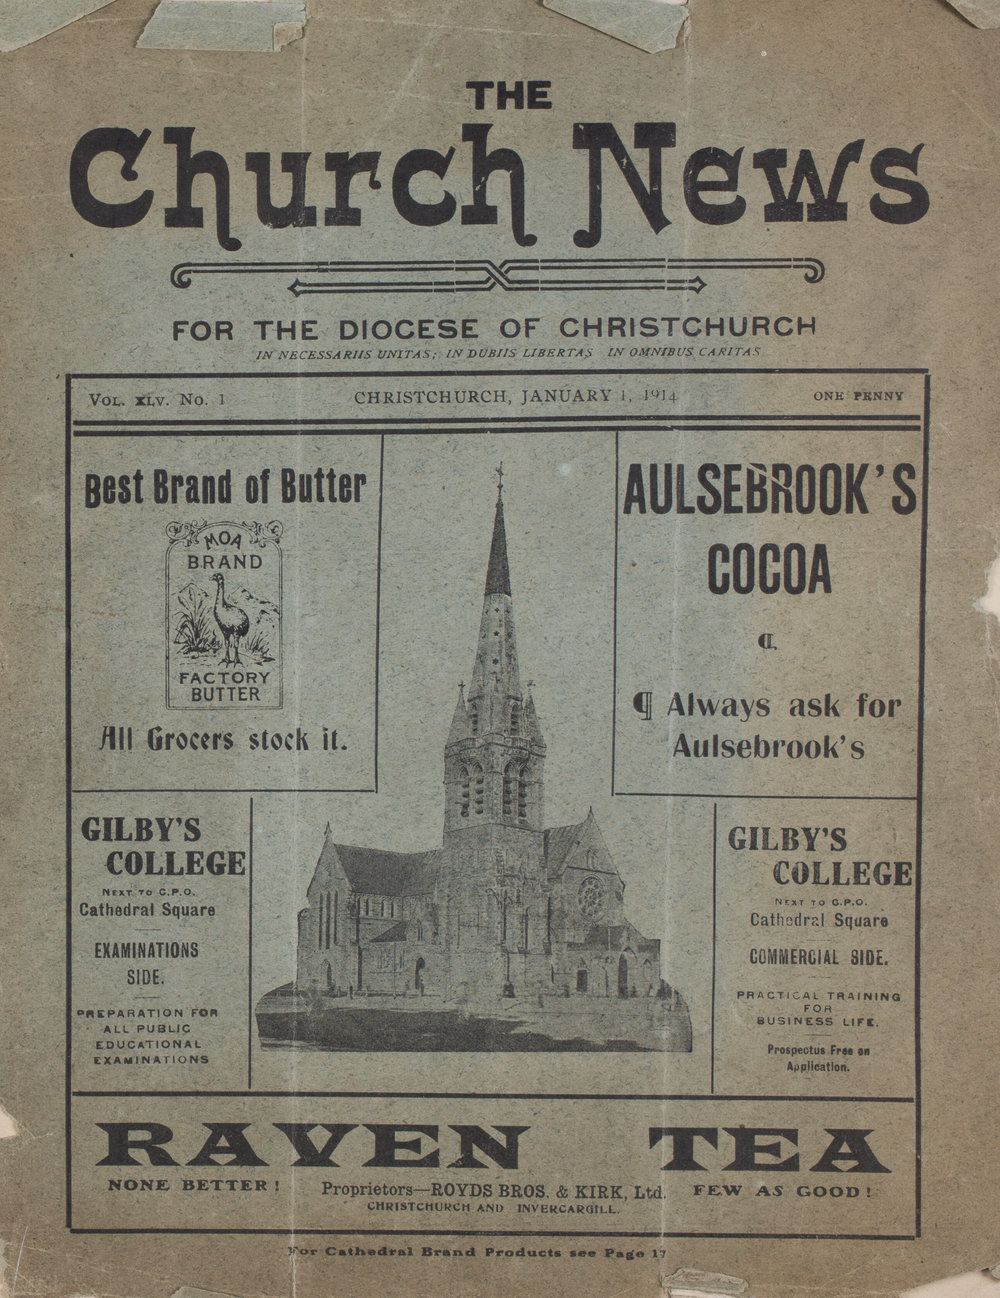 THE
Church News
FOR THE DIOCESE OF CHRISTCHURCH
IN NECESSARIIS UNITAS; IN DUBIIS LIBERTAS IN OMNIBUS CARITAS
VOL. XLV. No. 1
CHRISTCHURCH, JANUARY 1, 1914
ONE PENNY
Best Brand of Butter
MOA
BRAND
FACTORY
BUTTER
All Grocers stock it.
AULSEBROOK'S
COCOA
¶
¶ Always ask for
Aulsebrook's
GILBY'S
COLLEGE
NEXT TO G.P.O.
Cathedral Square
EXAMINATIONS
SIDE.
PREPARATION FOR
ALL PUBLIC
EDUCATIONAL
EXAMINATIONS
GILBY'S
COLLEGE
NEXT TO G.P.O.
Cathedral Square
COMMERCIAL SIDE.
PRACTICAL TRAINING
FOR
BUSINESS LIFE.
Prospectus Free on
Application.
RAVEN TEA
NONE BETTER!
Proprietors—ROYDS BROS. & KIRK, Ltd.
CHRISTCHURCH AND INVERCARGILL.
FEW AS GOOD!
For Cathedral Brand Products see Page 17